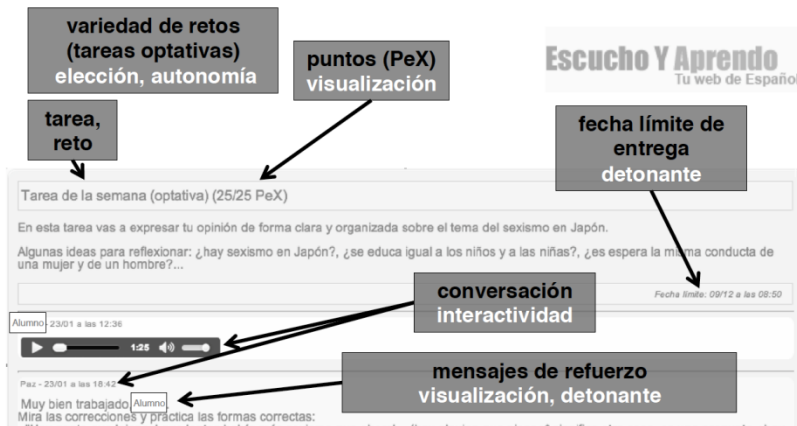 variedad de retos
(tareas optativas)
elección, autonomía
puntos (PeX)
visualización
Escucho Y Aprendo
Tu web de Español
tarea,
reto
fecha límite de
entrega
detonante
Tarea de la semana (optativa) (25/25 PeX)
En esta tarea vas a expresar tu opinión de forma clara y organizada sobre el tema del sexismo en Japón.
Algunas ideas para reflexionar: ¿hay sexismo en Japón?, ¿se educa igual a los niños y a las niñas?, ¿es espera la misma conducta de
una mujer y de un hombre?...
Fecha límite: 09/12 a las 08:50
conversación
interactividad
Alumno - 23/01 a las 12:36
1:25
Paz - 23/01 a las 18:42
mensajes de refuerzo
visualización, detonante
Muy bien trabajado, Alumno.
Mira las correcciones y practica las formas correctas: